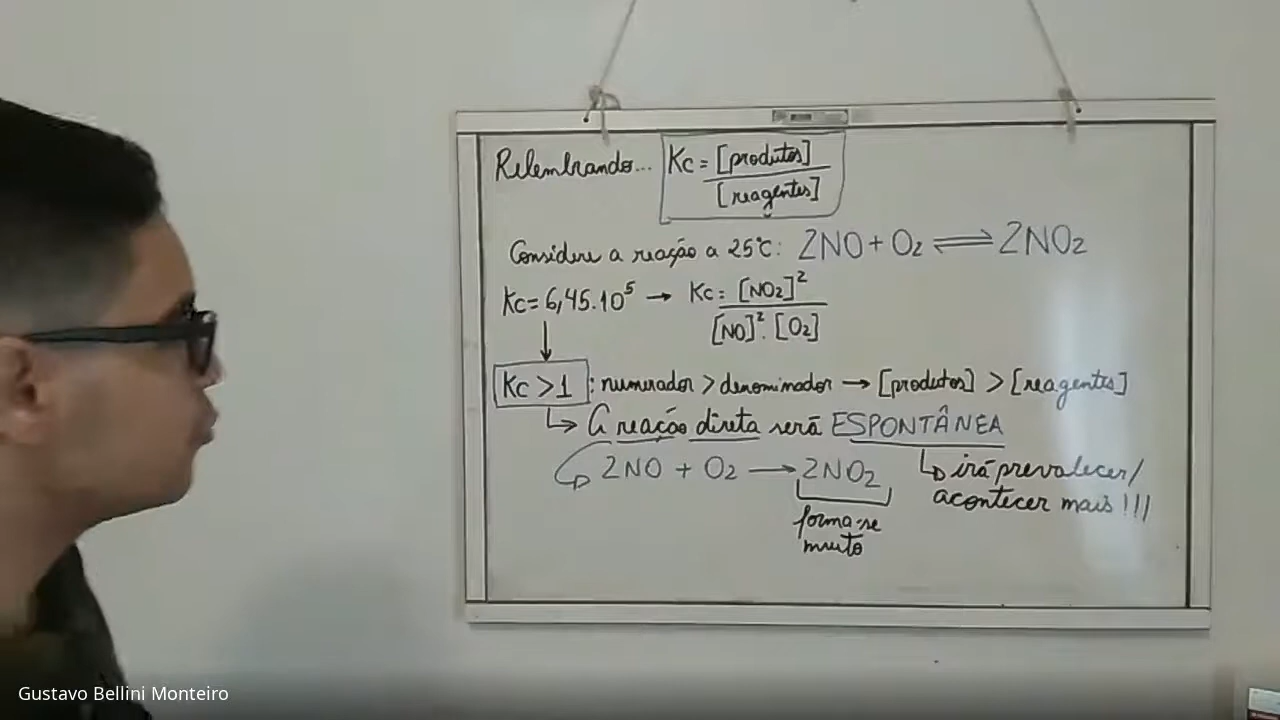 Relembrando... Kc = [produtos]
[reagentes]
Considere a reação a 25°C: 2NO + O2 ⇌ 2NO2
Kc = 6,45.10⁵ → Kc = [NO2]²
[NO]² . [O2]
Kc > 1 : numerador > denominador → [produtos] > [reagentes]
↳ A reação direta será ESPONTÂNEA
2NO + O2 → 2NO2 ↳ irá prevalecer/
acontecer mais !!!
forma-se
muito
Gustavo Bellini Monteiro